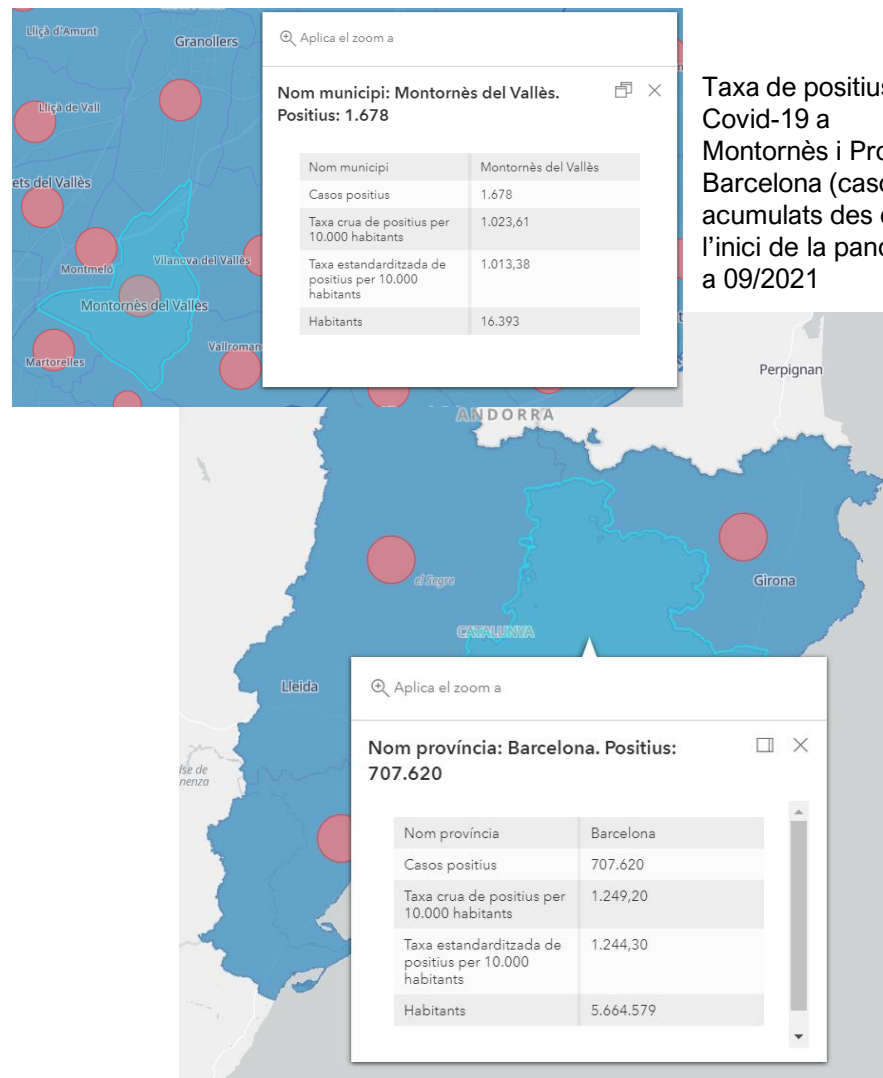 Lliçà d'Amunt
Granollers
Lliçà de Vall
ets del Vallès
Montmeló
Vilanova del Vallès
Montornès del Vallès
Martorelles
Vallroman
Aplica el zoom a
Nom municipi: Montornès del Vallès.
Positius: 1.678
Nom municipi Montornès del Vallès
Casos positius 1.678
Taxa crua de positius per 1.023,61
10.000 habitants
Taxa estandarditzada de 1.013,38
positius per 10.000
habitants
Habitants 16.393
Taxa de positius
Covid-19 a
Montornès i Pro
Barcelona (caso
acumulats des
l'inici de la pand
a 09/2021
Perpignan
ANDORRA
el Segre
Girona
CATALUNYA
Lleida
lse de
nenza
Aplica el zoom a
Nom província: Barcelona. Positius:
707.620
Nom província Barcelona
Casos positius 707.620
Taxa crua de positius per 1.249,20
10.000 habitants
Taxa estandarditzada de 1.244,30
positius per 10.000
habitants
Habitants 5.664.579